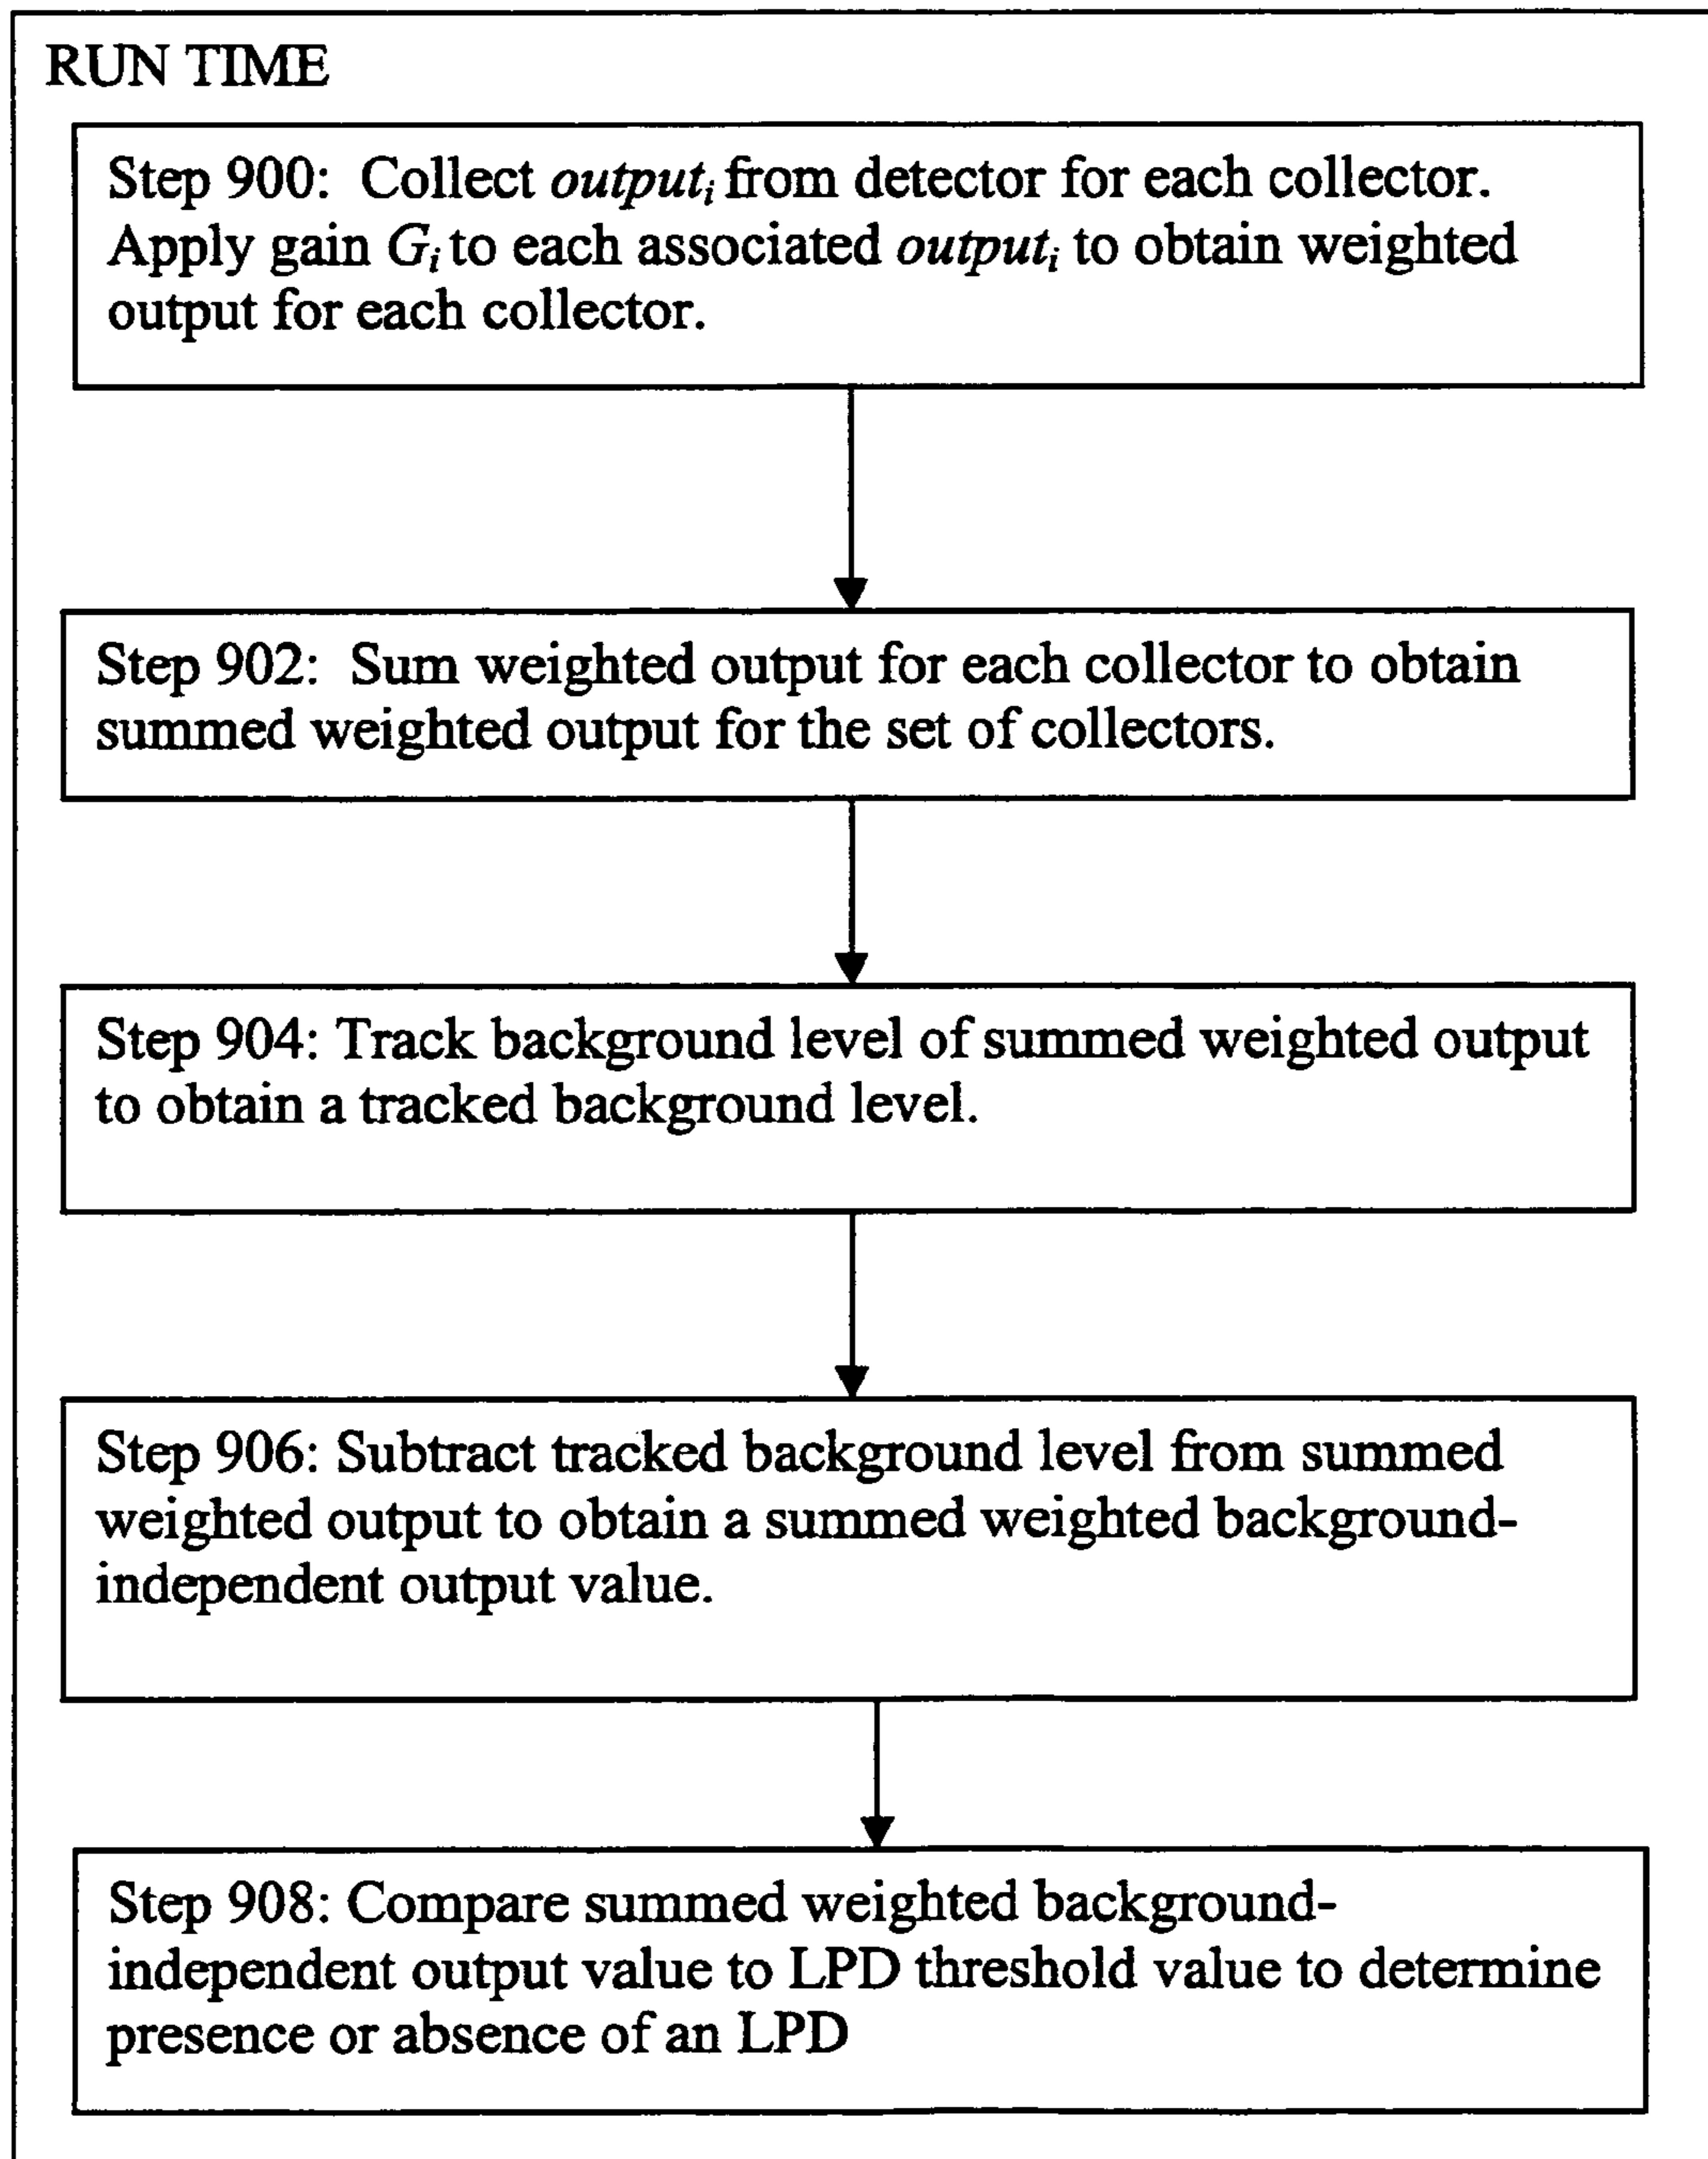 RUN TIME
Step 900:  Collect output_i from detector for each collector.
Apply gain G_i to each associated output_i to obtain weighted
output for each collector.
Step 902:  Sum weighted output for each collector to obtain
summed weighted output for the set of collectors.
Step 904: Track background level of summed weighted output
to obtain a tracked background level.
Step 906: Subtract tracked background level from summed
weighted output to obtain a summed weighted background-
independent output value.
Step 908: Compare summed weighted background-
independent output value to LPD threshold value to determine
presence or absence of an LPD